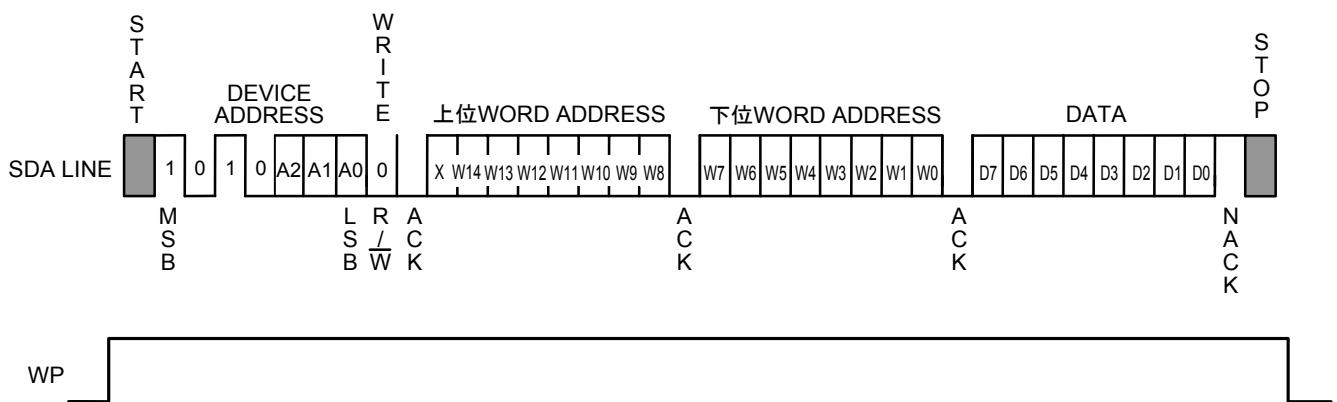 START
WRITE
STOP
DEVICE
ADDRESS
上位WORD ADDRESS
下位WORD ADDRESS
DATA
SDA LINE
1 0 1 0 A2 A1 A0 0
X W14 W13 W12 W11 W10 W9 W8
W7 W6 W5 W4 W3 W2 W1 W0
D7 D6 D5 D4 D3 D2 D1 D0
MSB
LSB
R/W
ACK
ACK
ACK
NACK
WP